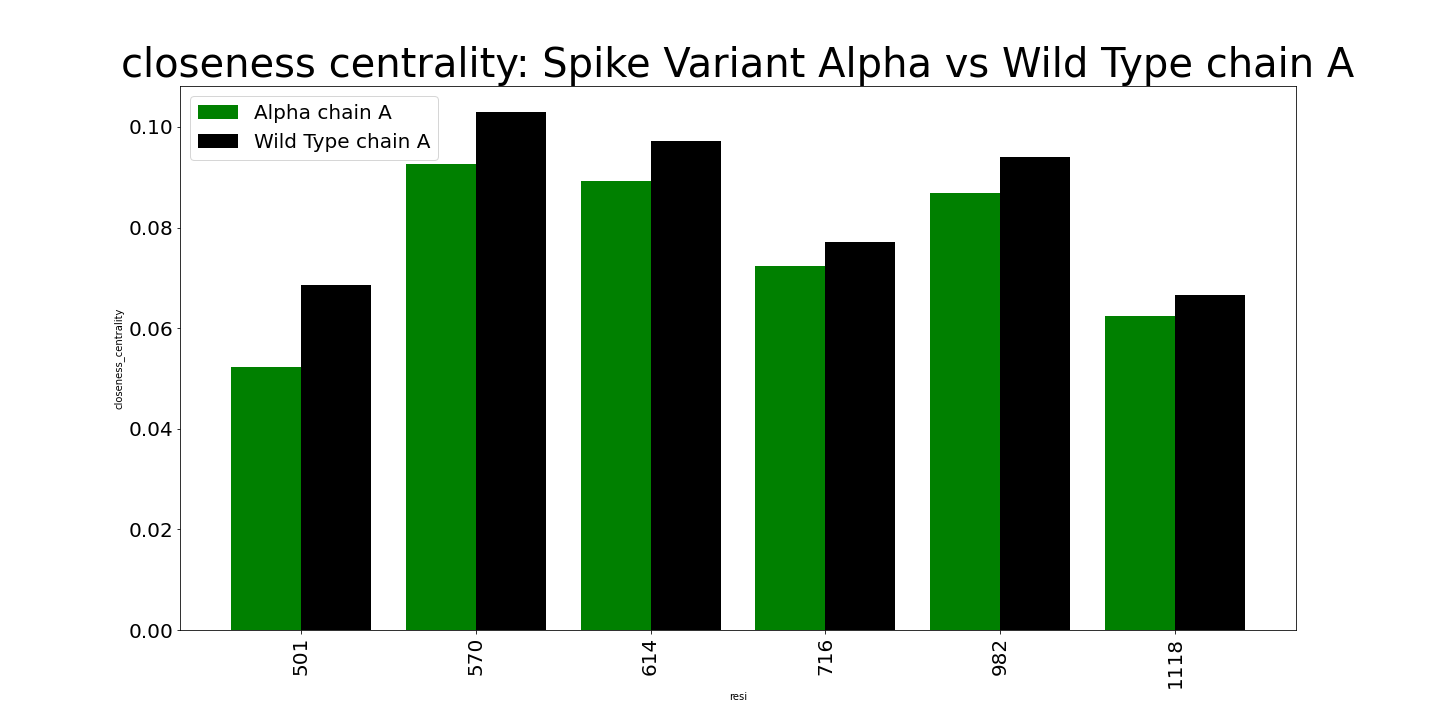 closeness centrality: Spike Variant Alpha vs Wild Type chain A
Alpha chain A
Wild Type chain A
0.10
0.08
0.06
0.04
0.02
0.00
closeness_centrality
501
570
614
716
982
1118
resi